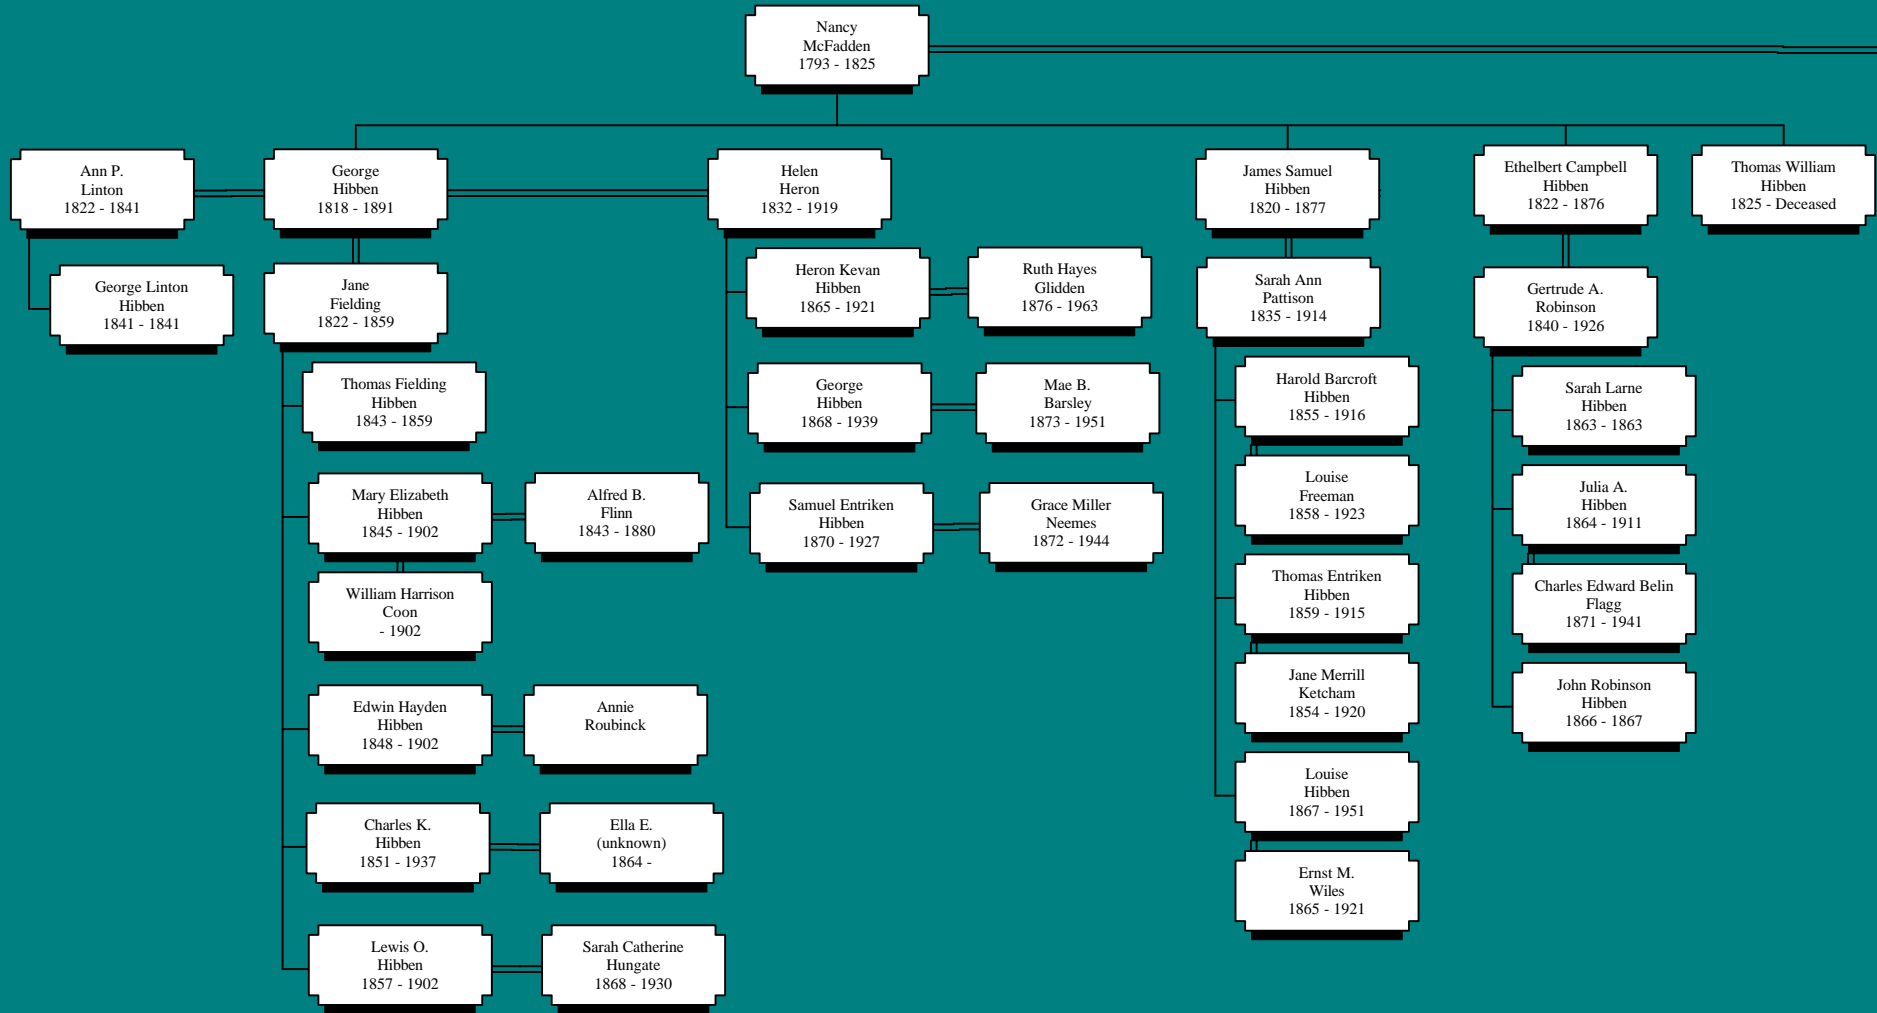 Nancy
McFadden
1793 - 1825
Ann P.
Linton
1822 - 1841
George
Hibben
1818 - 1891
Helen
Heron
1832 - 1919
James Samuel
Hibben
1820 - 1877
Ethelbert Campbell
Hibben
1822 - 1876
Thomas William
Hibben
1825 - Deceased
George Linton
Hibben
1841 - 1841
Jane
Fielding
1822 - 1859
Thomas Fielding
Hibben
1843 - 1859
Mary Elizabeth
Hibben
1845 - 1902
Alfred B.
Flinn
1843 - 1880
William Harrison
Coon
- 1902
Edwin Hayden
Hibben
1848 - 1902
Annie
Roubinck
Charles K.
Hibben
1851 - 1937
Ella E.
(unknown)
1864 -
Lewis O.
Hibben
1857 - 1902
Sarah Catherine
Hungate
1868 - 1930
Heron Kevan
Hibben
1865 - 1921
Ruth Hayes
Glidden
1876 - 1963
George
Hibben
1868 - 1939
Mae B.
Barsley
1873 - 1951
Samuel Entriken
Hibben
1870 - 1927
Grace Miller
Neemes
1872 - 1944
Sarah Ann
Pattison
1835 - 1914
Harold Barcroft
Hibben
1855 - 1916
Louise
Freeman
1858 - 1923
Thomas Entriken
Hibben
1859 - 1915
Jane Merrill
Ketcham
1854 - 1920
Louise
Hibben
1867 - 1951
Ernst M.
Wiles
1865 - 1921
Gertrude A.
Robinson
1840 - 1926
Sarah Larne
Hibben
1863 - 1863
Julia A.
Hibben
1864 - 1911
Charles Edward Belin
Flagg
1871 - 1941
John Robinson
Hibben
1866 - 1867